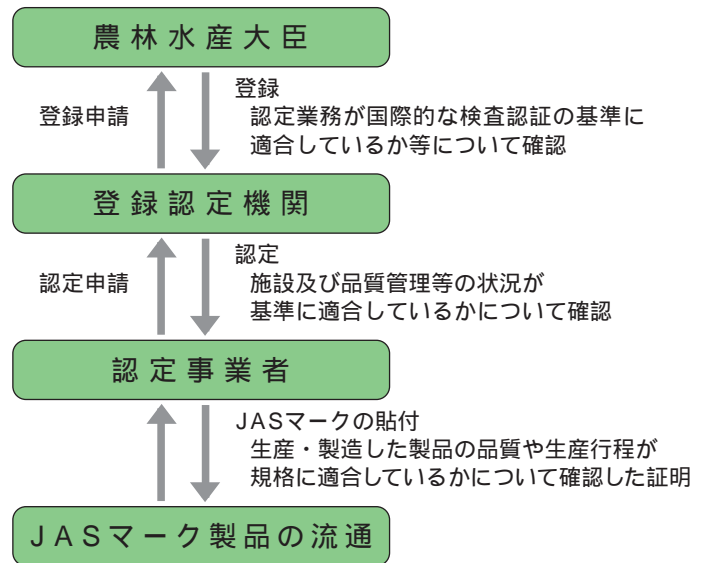 農林水産大臣
登録申請
登録
認定業務が国際的な検査認証の基準に
適合しているか等について確認
登録認定機関
認定申請
認定
施設及び品質管理等の状況が
基準に適合しているかについて確認
認定事業者
JASマークの貼付
生産・製造した製品の品質や生産行程が
規格に適合しているかについて確認した証明
JASマーク製品の流通